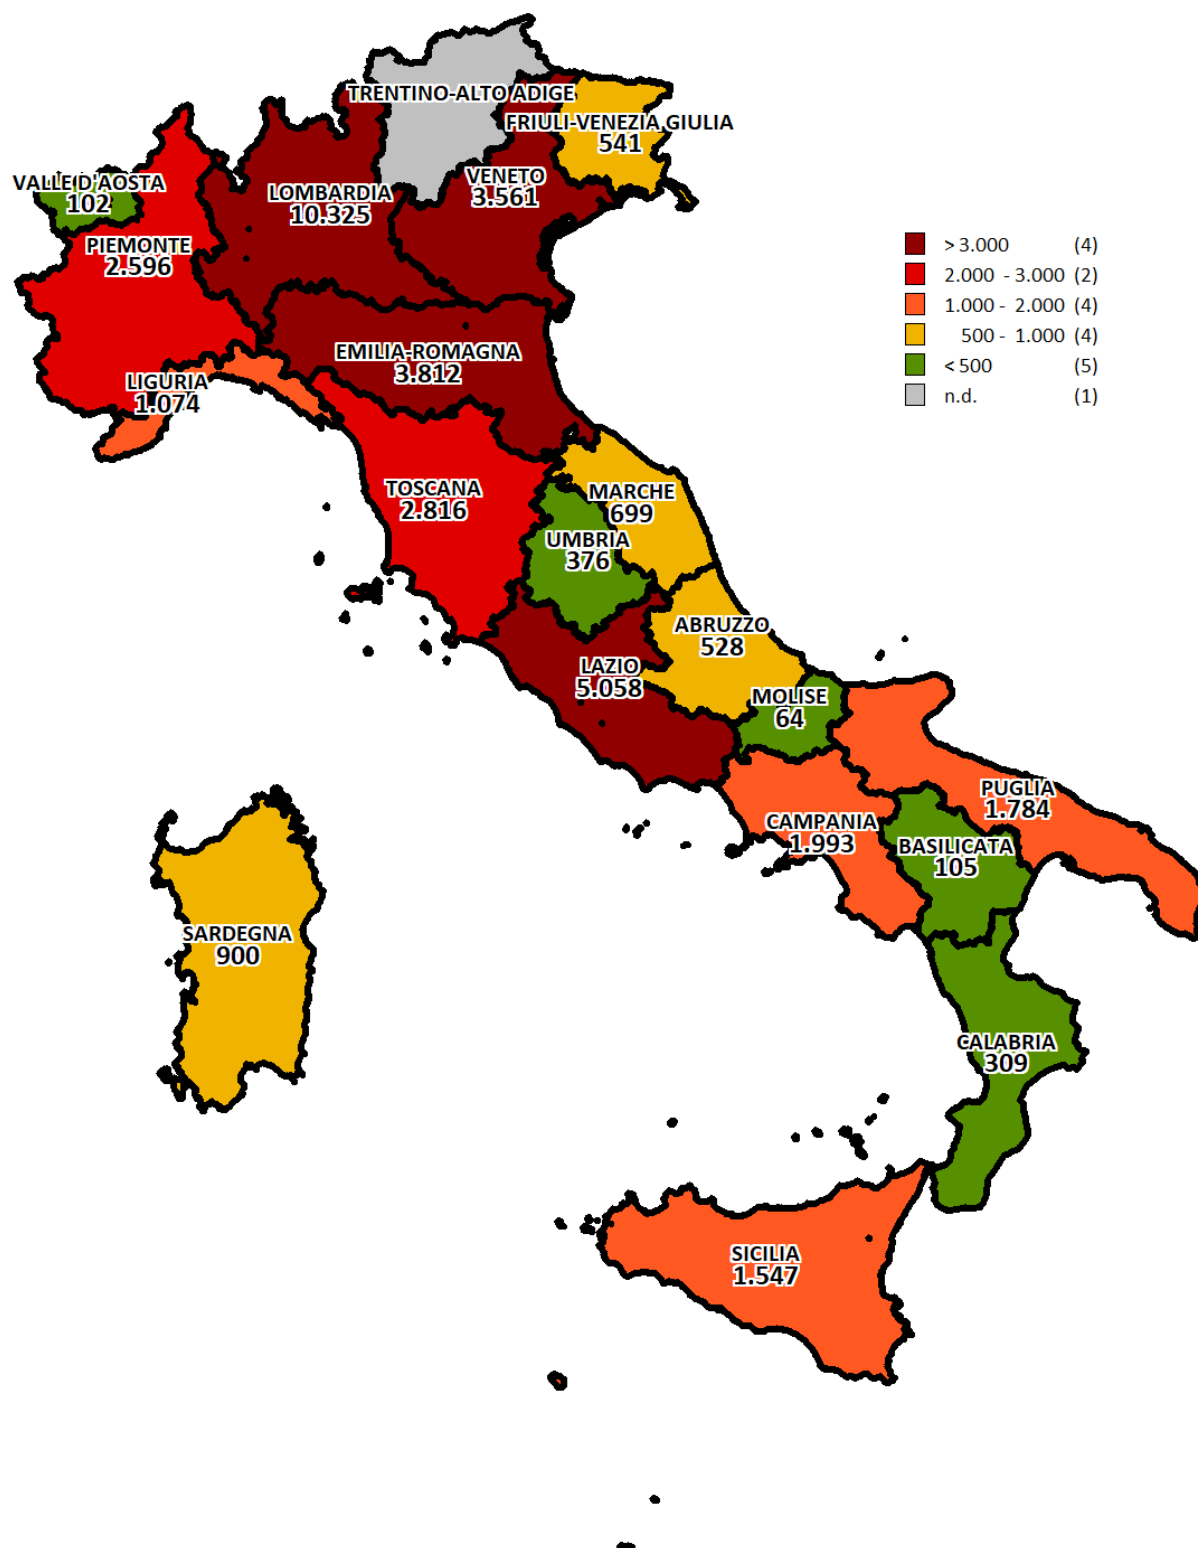 TRENTINO-ALTO ADIGE
FRIULI-VENEZIA GIULIA
541
VALLE D'AOSTA
102
LOMBARDIA
10.325
VENETO
3.561
PIEMONTE
2.596
> 3.000 (4)
2.000 - 3.000 (2)
1.000 - 2.000 (4)
500 - 1.000 (4)
< 500 (5)
n.d. (1)
EMILIA-ROMAGNA
3.812
LIGURIA
1.074
TOSCANA
2.816
MARCHE
699
UMBRIA
376
ABRUZZO
528
LAZIO
5.058
MOLISE
64
PUGLIA
1.784
CAMPANIA
1.993
BASILICATA
105
SARDEGNA
900
CALABRIA
309
SICILIA
1.547